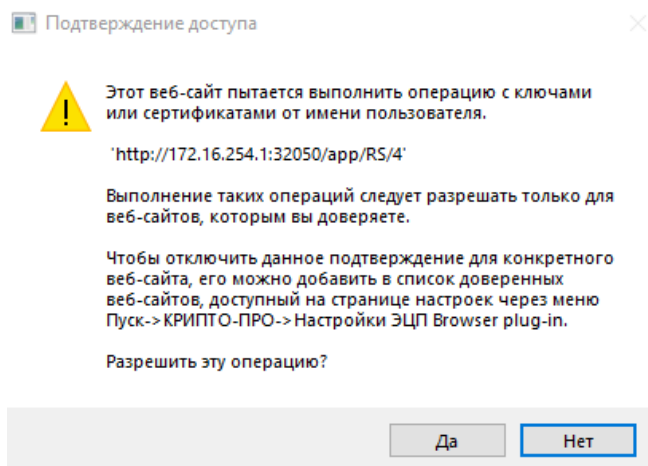 Подтверждение доступа
Этот веб-сайт пытается выполнить операцию с ключами
или сертификатами от имени пользователя.
'http://172.16.254.1:32050/app/RS/4'
Выполнение таких операций следует разрешать только для
веб-сайтов, которым вы доверяете.
Чтобы отключить данное подтверждение для конкретного
веб-сайта, его можно добавить в список доверенных
веб-сайтов, доступный на странице настроек через меню
Пуск->КРИПТО-ПРО->Настройки ЭЦП Browser plug-in.
Разрешить эту операцию?
Да
Нет